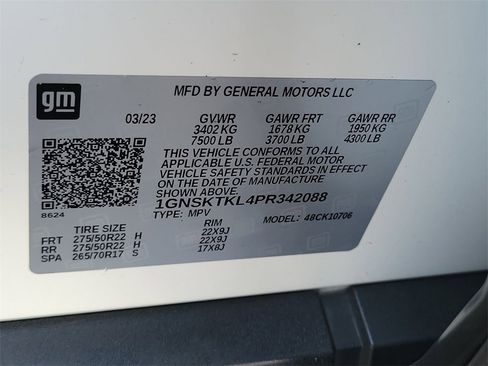 gm
MFD BY GENERAL MOTORS LLC
03/23 GVWR GAWR FRT GAWR RR
3402 KG 1678 KG 1950 KG
7500 LB 3700 LB 4300 LB
THIS VEHICLE CONFORMS TO ALL
APPLICABLE U.S. FEDERAL MOTOR
VEHICLE SAFETY STANDARDS IN EFFECT
ON THE DATE OF MANUFACTURE
SHOWN ABOVE.
1GNSKTKL4PR342088
TYPE: MPV MODEL: 48CK10706
8624
TIRE SIZE RIM
FRT 275/50R22 H 22X9J
RR 275/50R22 H 22X9J
SPA 265/70R17 S 17X8J